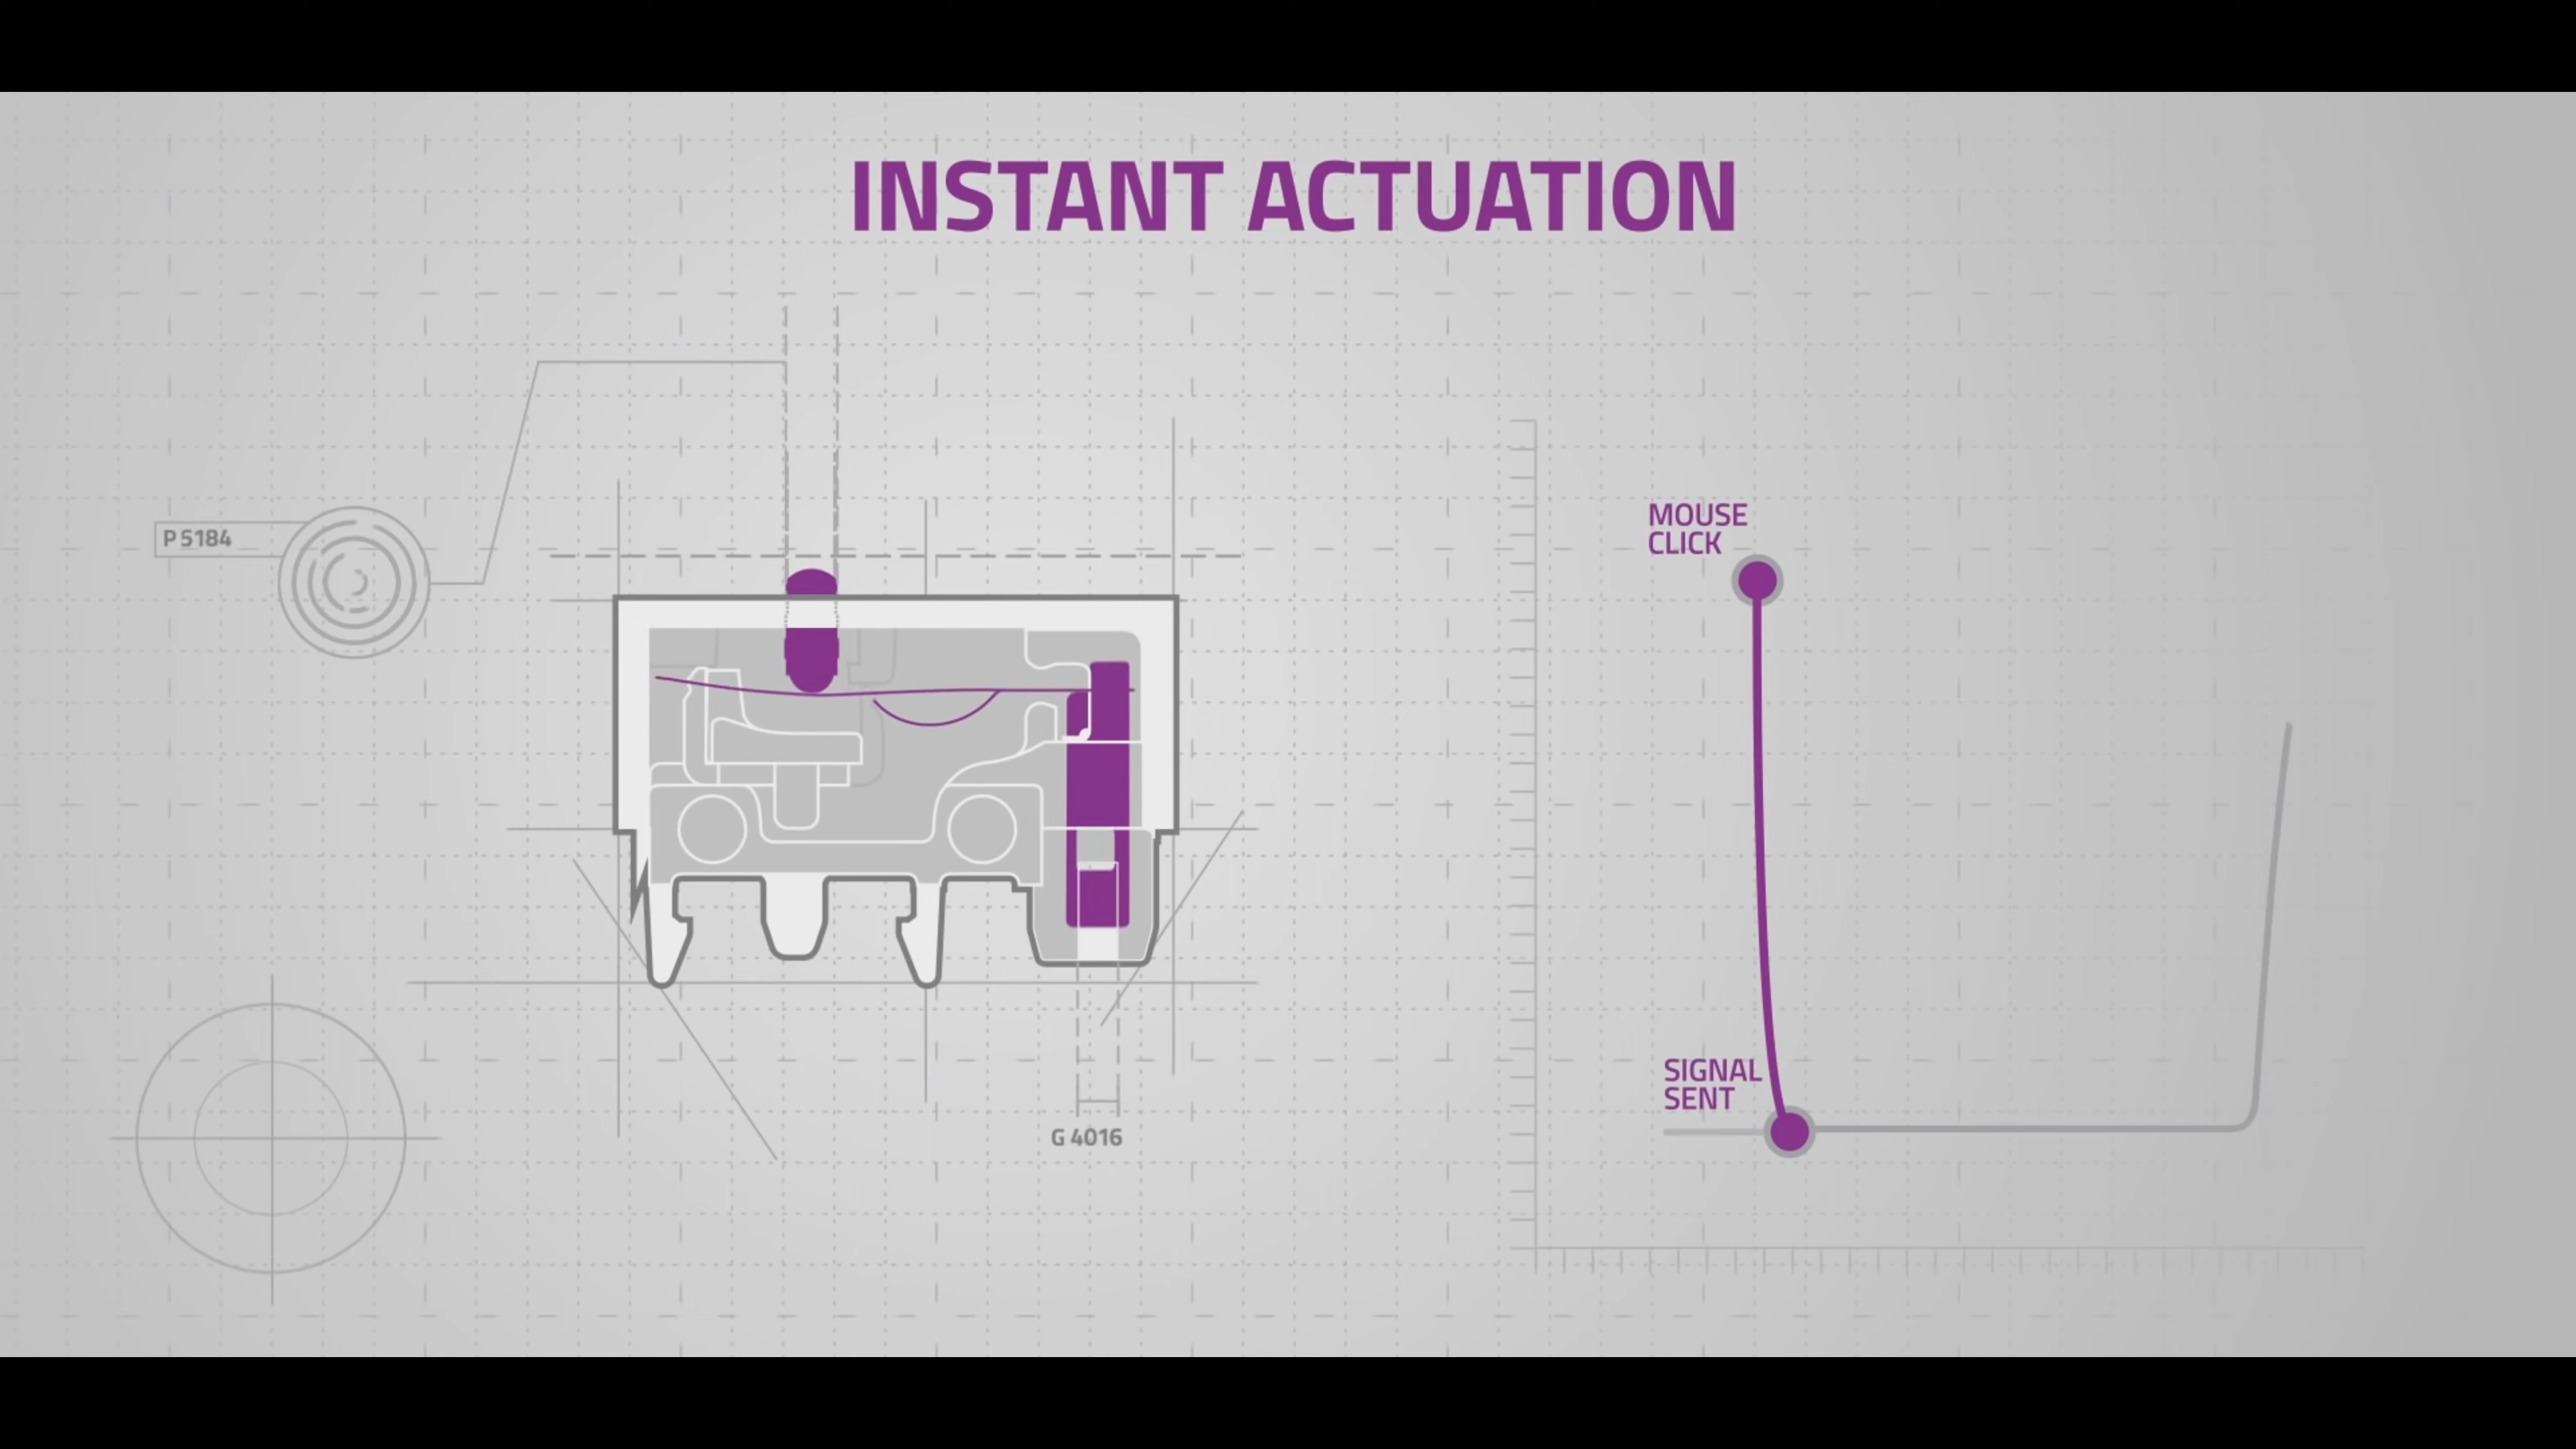 INSTANT ACTUATION
P 5184
MOUSE
CLICK
SIGNAL
SENT
G 4016